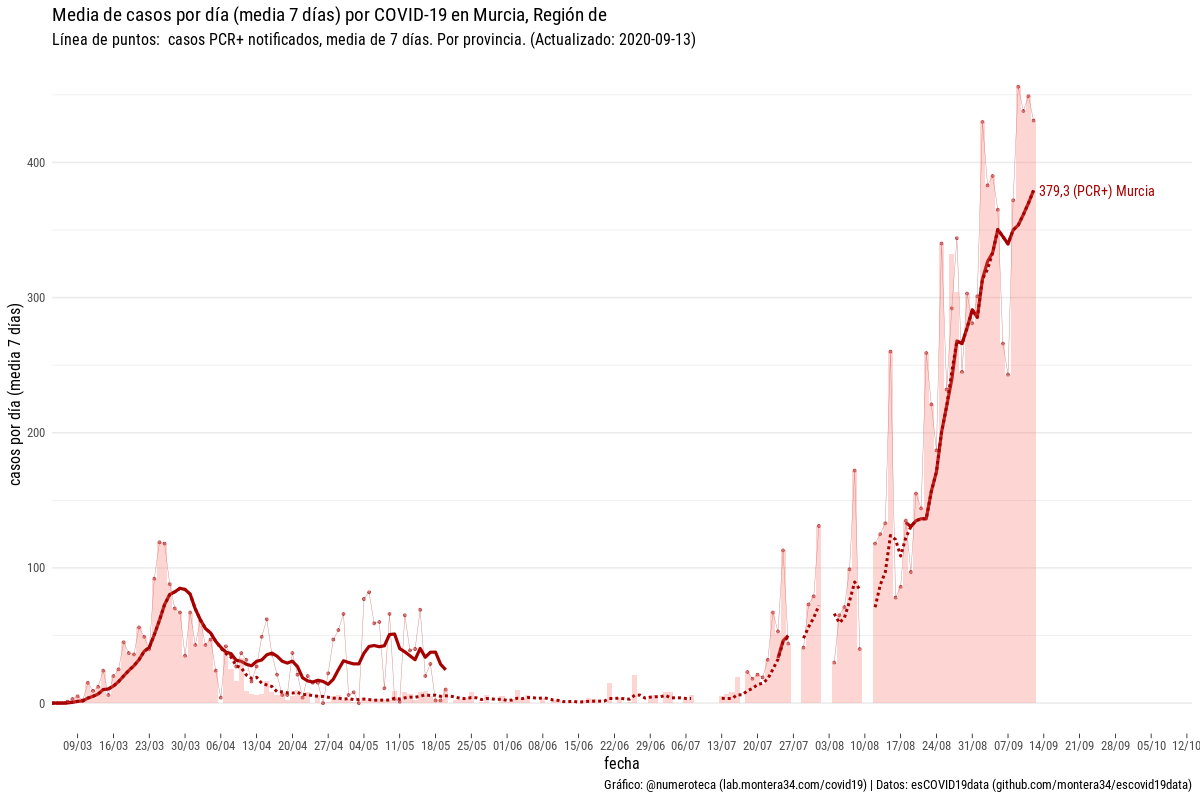 Media de casos por día (media 7 días) por COVID-19 en Murcia, Región de
Línea de puntos:  casos PCR+ notificados, media de 7 días. Por provincia. (Actualizado: 2020-09-13)
casos por día (media 7 días)
400
300
200
100
0
379,3 (PCR+) Murcia
09/03 16/03 23/03 30/03 06/04 13/04 20/04 27/04 4/05 11/05 18/05 25/05 01/06 08/06 15/06 22/06 29/06 06/07 13/07 20/07 27/07 03/08 10/08 17/08 24/08 31/08 07/09 14/09 21/09 28/09 05/10 12/10
fecha
Gráfico: @numeroteca (lab.montera34.com/covid19) | Datos: esCOVID19data (github.com/montera34/escovid19data)